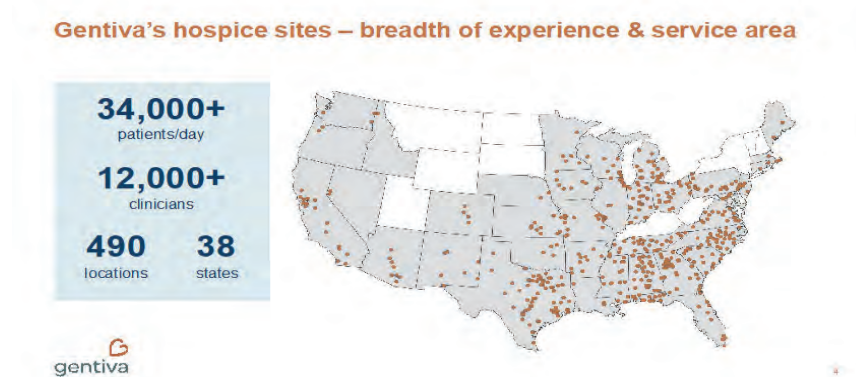 Gentiva’s hospice sites – breadth of experience & service area
34,000+
patients/day
12,000+
clinicians
490 38
locations states
gentiva
4